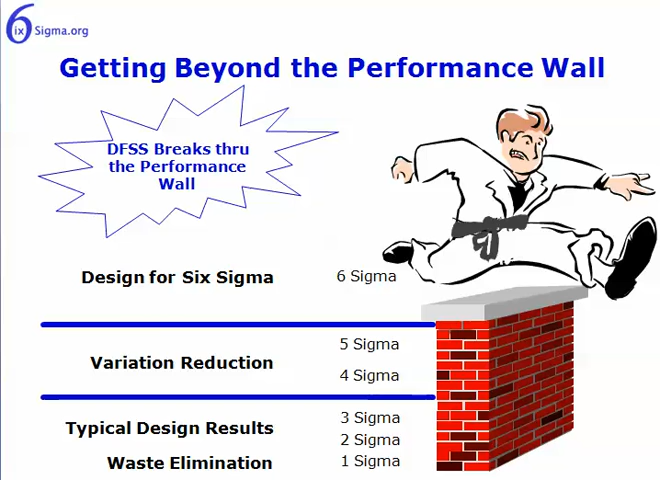 6ix Sigma.org
Getting Beyond the Performance Wall
DFSS Breaks thru
the Performance
Wall
Design for Six Sigma 6 Sigma
5 Sigma
Variation Reduction
4 Sigma
Typical Design Results 3 Sigma
2 Sigma
Waste Elimination 1 Sigma